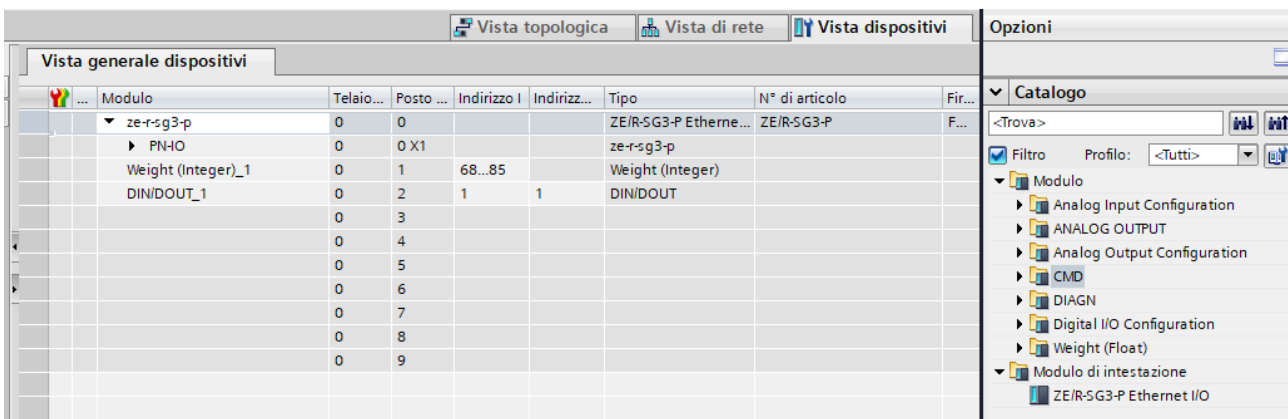 Vista topologica Vista di rete Vista dispositivi Opzioni
Vista generale dispositivi
... Modulo Telaio... Posto ... Indirizzo I Indirizz... Tipo N° di articolo Fir... Catalogo
ze-r-sg3-p 0 0 ZE/R-SG3-P Etherne... ZE/R-SG3-P F... <Trova>
PN-IO 0 0 X1 ze-r-sg3-p
Filtro Profilo: <Tutti>
Weight (Integer)_1 0 1 68...85 Weight (Integer)
DIN/DOUT_1 0 2 1 1 DIN/DOUT
0 3
0 4
0 5
0 6
0 7
0 8
0 9
Modulo
Analog Input Configuration
ANALOG OUTPUT
Analog Output Configuration
CMD
DIAGN
Digital I/O Configuration
Weight (Float)
Modulo di intestazione
ZE/R-SG3-P Ethernet I/O